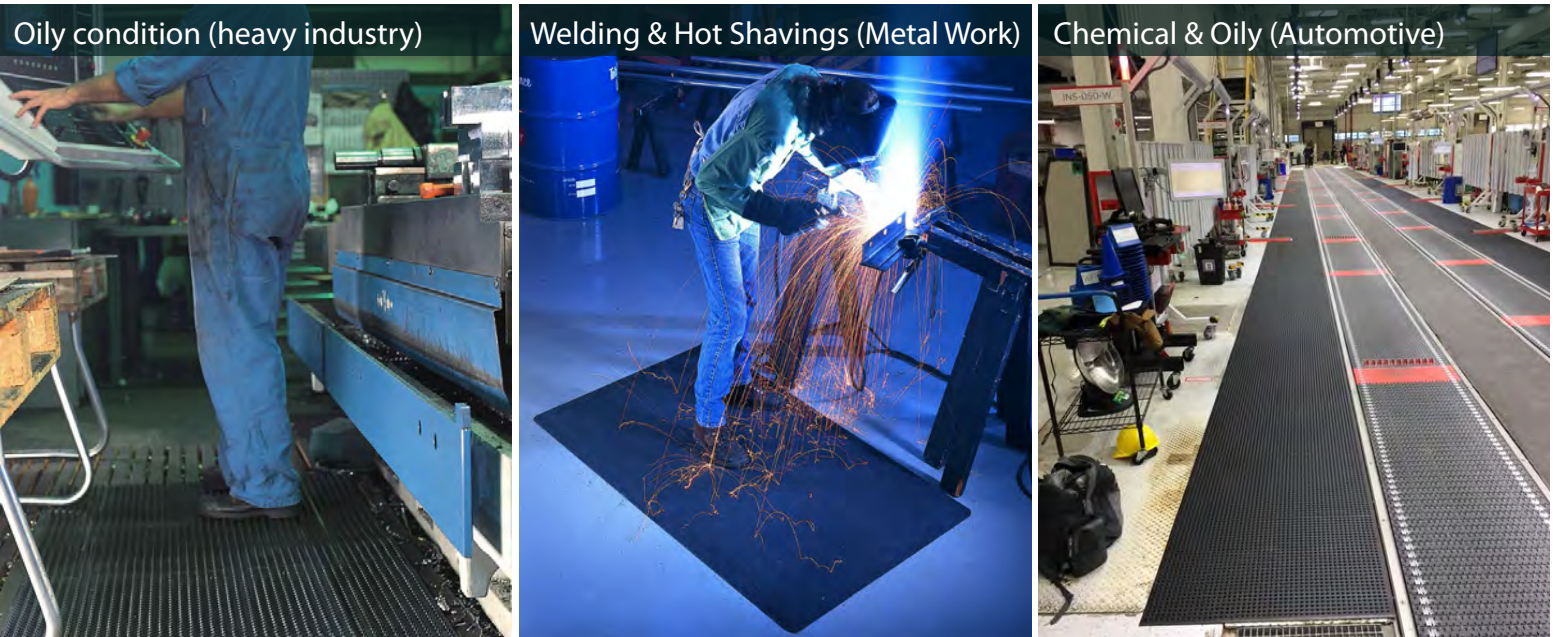 Oily condition (heavy industry)
Welding & Hot Shavings (Metal Work)
Chemical & Oily (Automotive)
INS-050-W